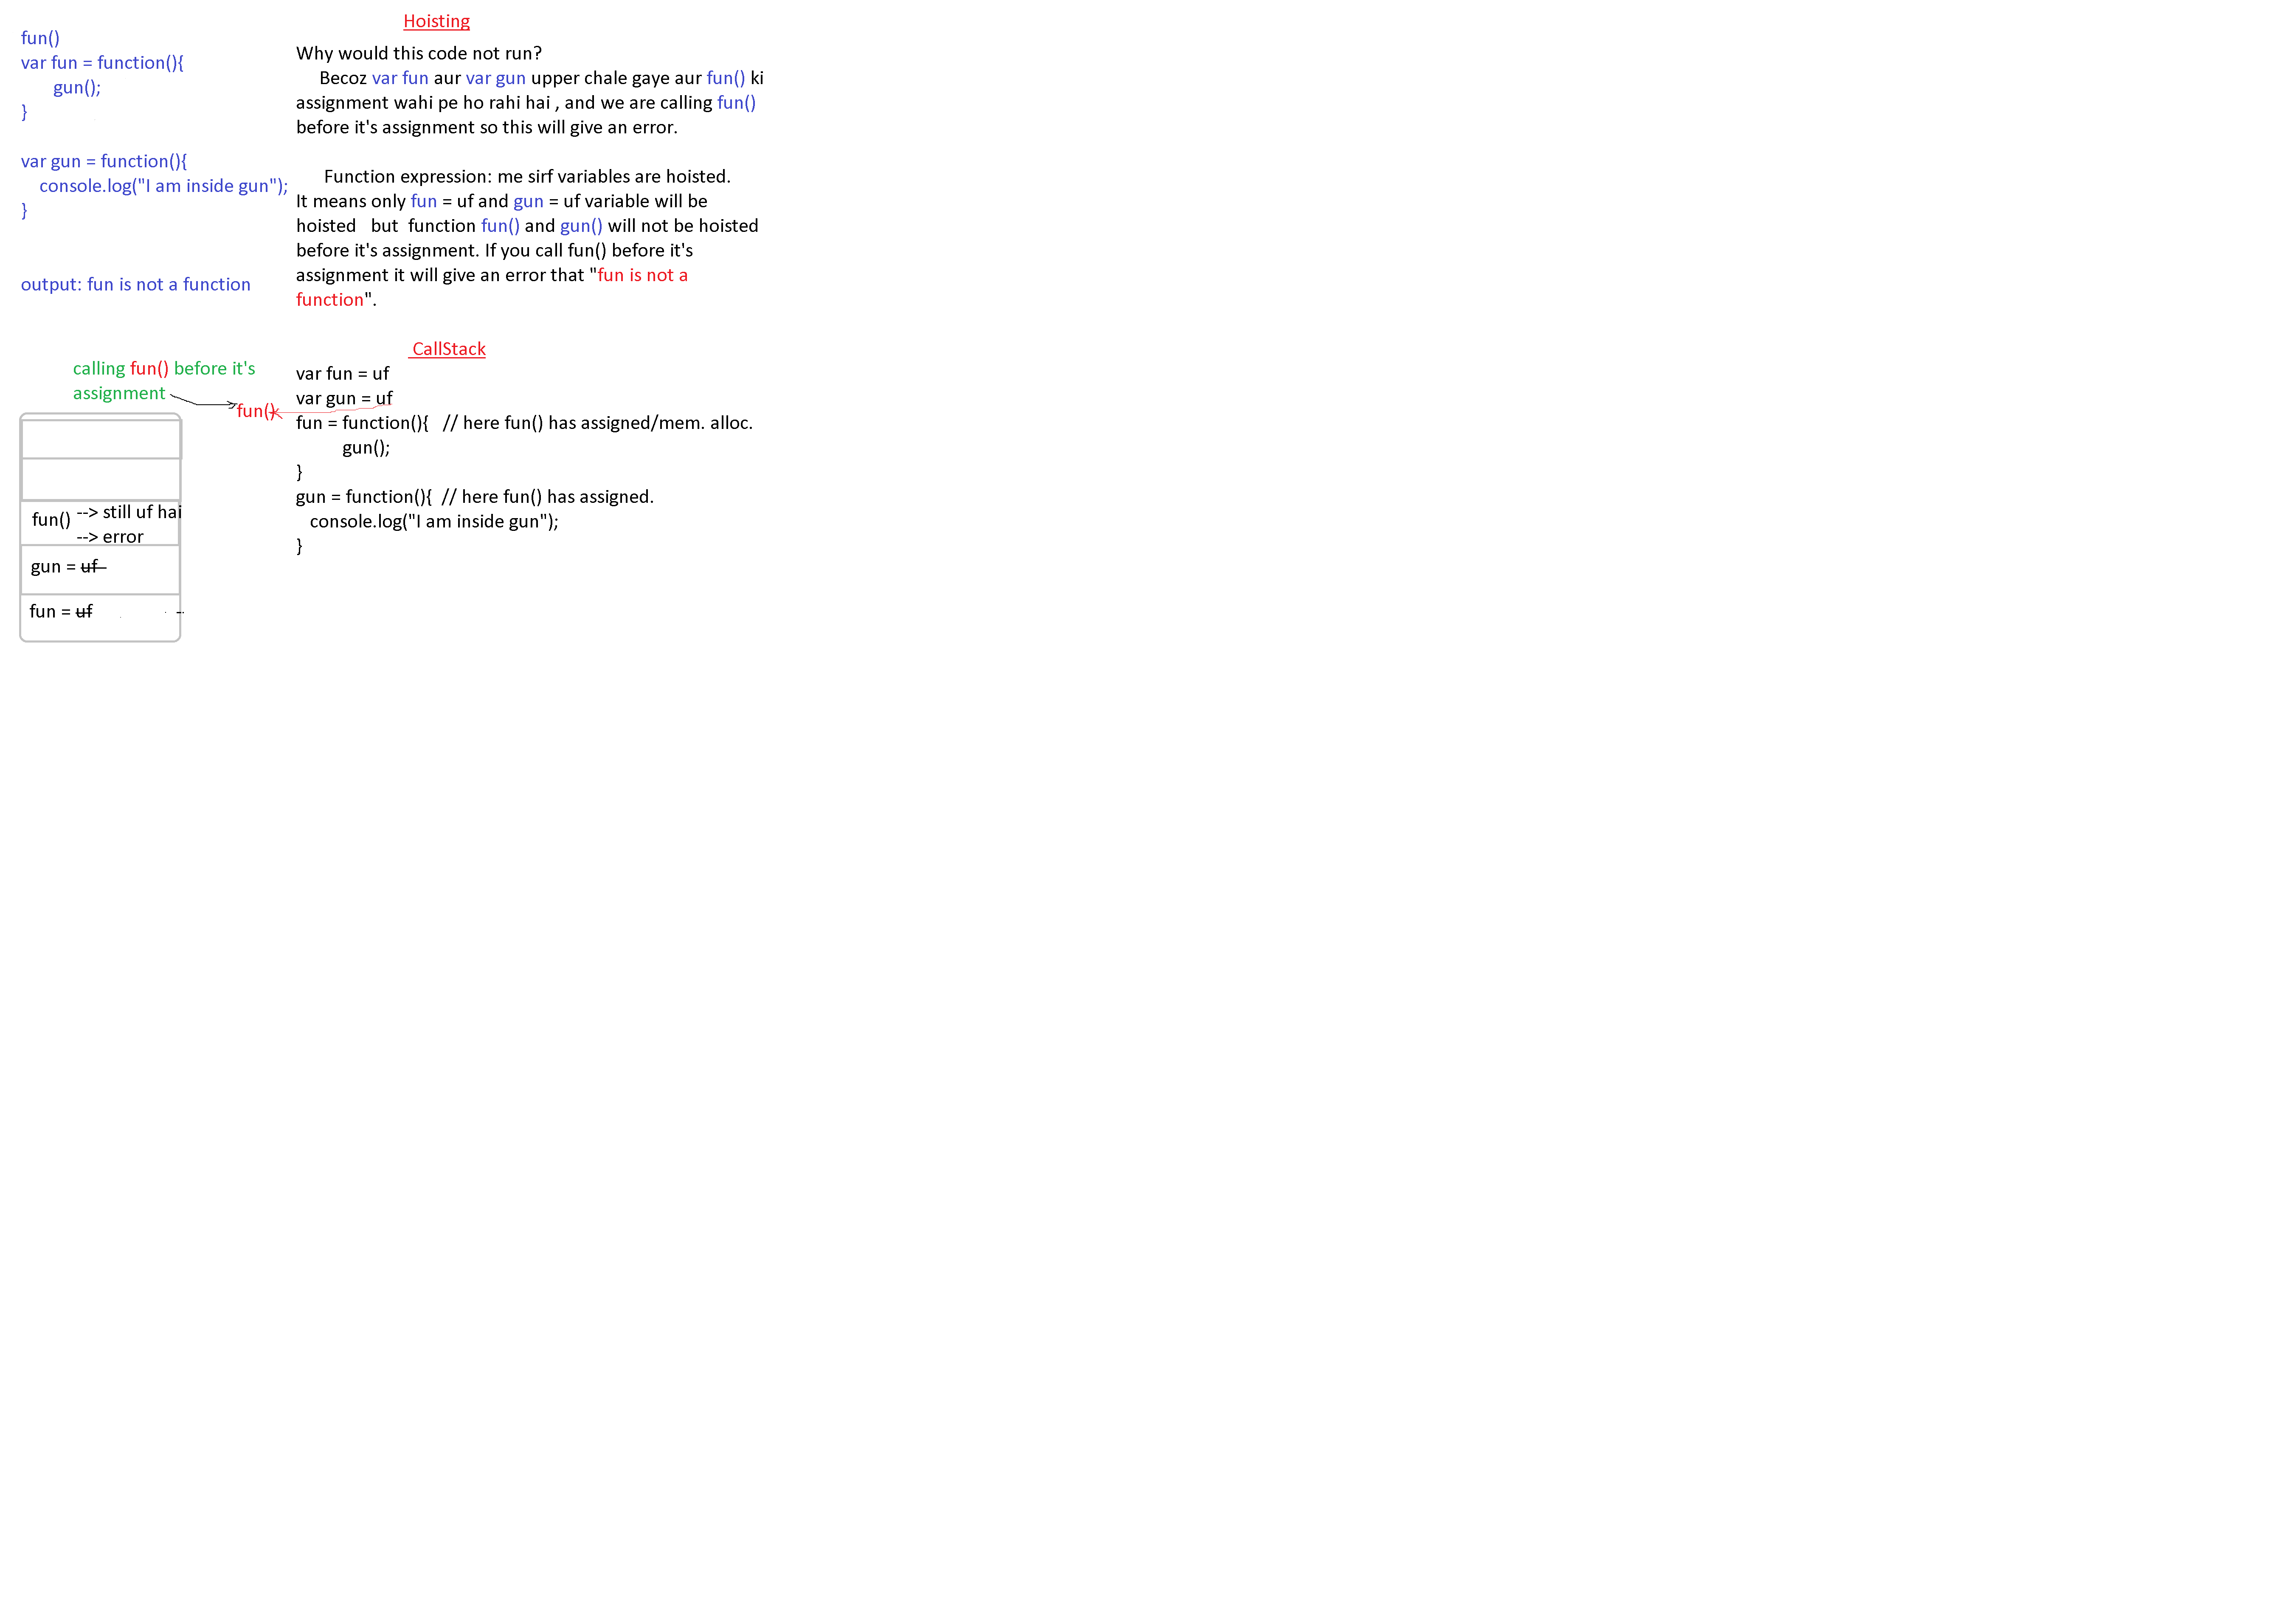 Hoisting
fun()
var fun = function(){
gun();
}
var gun = function(){
console.log("I am inside gun");
}
output: fun is not a function
Why would this code not run?
Becoz var fun aur var gun upper chale gaye aur fun() ki
assignment wahi pe ho rahi hai , and we are calling fun()
before it's assignment so this will give an error.
Function expression: me sirf variables are hoisted.
It means only fun = uf and gun = uf variable will be
hoisted but function fun() and gun() will not be hoisted
before it's assignment. If you call fun() before it's
assignment it will give an error that "fun is not a
function".
CallStack
calling fun() before it's
assignment
fun()
fun() --> still uf hai
--> error
gun = uf
fun = uf
var fun = uf
var gun = uf
fun = function(){ // here fun() has assigned/mem. alloc.
gun();
}
gun = function(){ // here fun() has assigned.
console.log("I am inside gun");
}